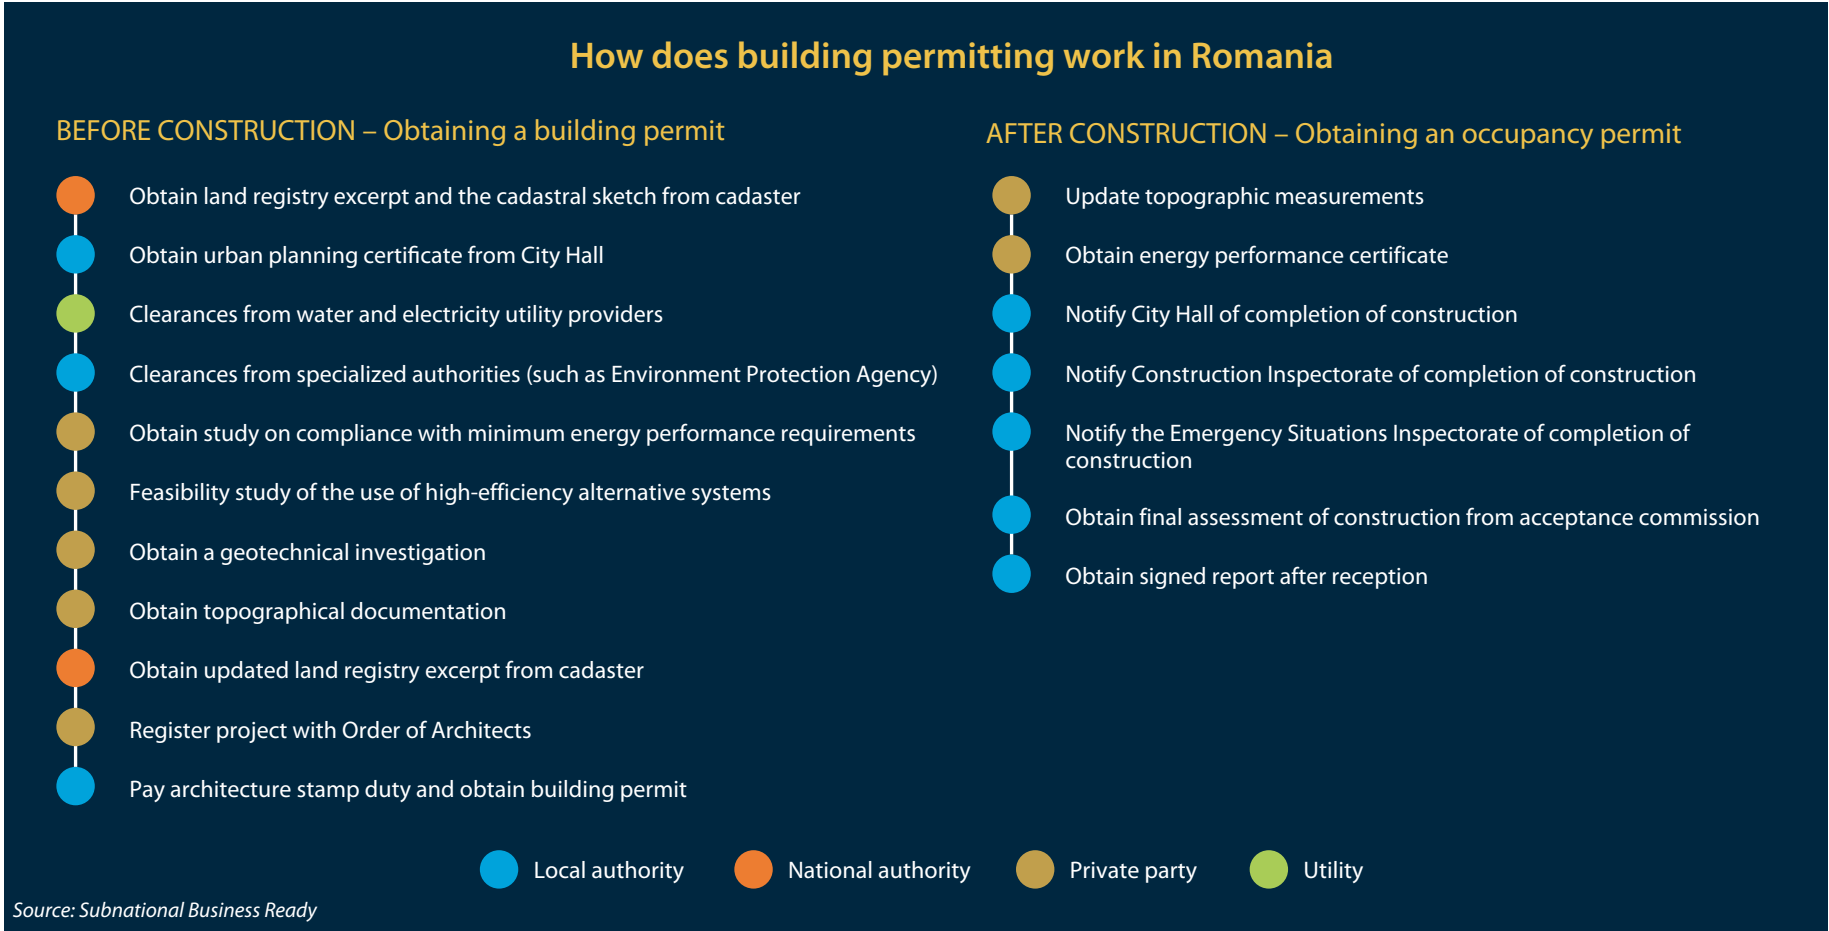 How does building permitting work in Romania
BEFORE CONSTRUCTION – Obtaining a building permit
Obtain land registry excerpt and the cadastral sketch from cadaster
Obtain urban planning certificate from City Hall
Clearances from water and electricity utility providers
Clearances from specialized authorities (such as Environment Protection Agency)
Obtain study on compliance with minimum energy performance requirements
Feasibility study of the use of high-efficiency alternative systems
Obtain a geotechnical investigation
Obtain topographical documentation
Obtain updated land registry excerpt from cadaster
Register project with Order of Architects
Pay architecture stamp duty and obtain building permit
AFTER CONSTRUCTION – Obtaining an occupancy permit
Update topographic measurements
Obtain energy performance certificate
Notify City Hall of completion of construction
Notify Construction Inspectorate of completion of construction
Notify the Emergency Situations Inspectorate of completion of
construction
Obtain final assessment of construction from acceptance commission
Obtain signed report after reception
Local authority
National authority
Private party
Utility
Source: Subnational Business Ready